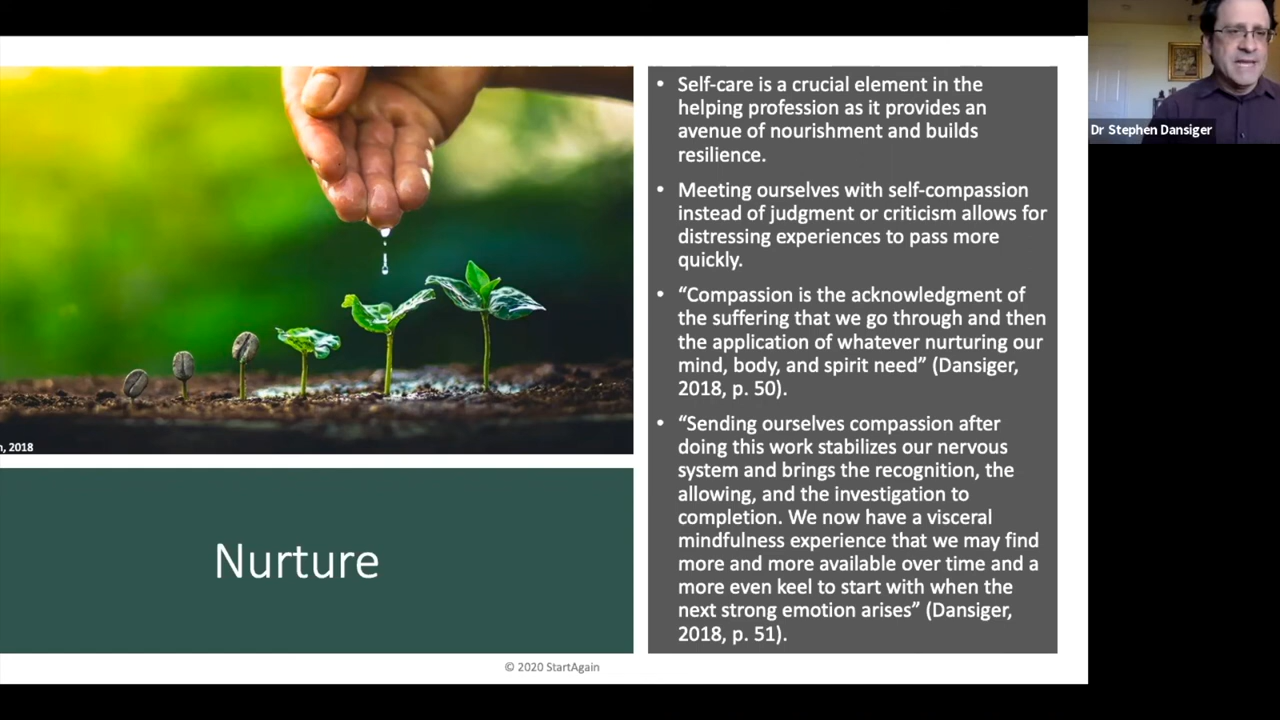 Dr Stephen Dansiger
• Self-care is a crucial element in the
helping profession as it provides an
avenue of nourishment and builds
resilience.
• Meeting ourselves with self-compassion
instead of judgment or criticism allows for
distressing experiences to pass more
quickly.
• “Compassion is the acknowledgment of
the suffering that we go through and then
the application of whatever nurturing our
mind, body, and spirit need” (Dansiger,
2018, p. 50).
• “Sending ourselves compassion after
doing this work stabilizes our nervous
system and brings the recognition, the
allowing, and the investigation to
completion. We now have a visceral
mindfulness experience that we may find
more and more available over time and a
more even keel to start with when the
next strong emotion arises” (Dansiger,
2018, p. 51).
, 2018
Nurture
© 2020 StartAgain